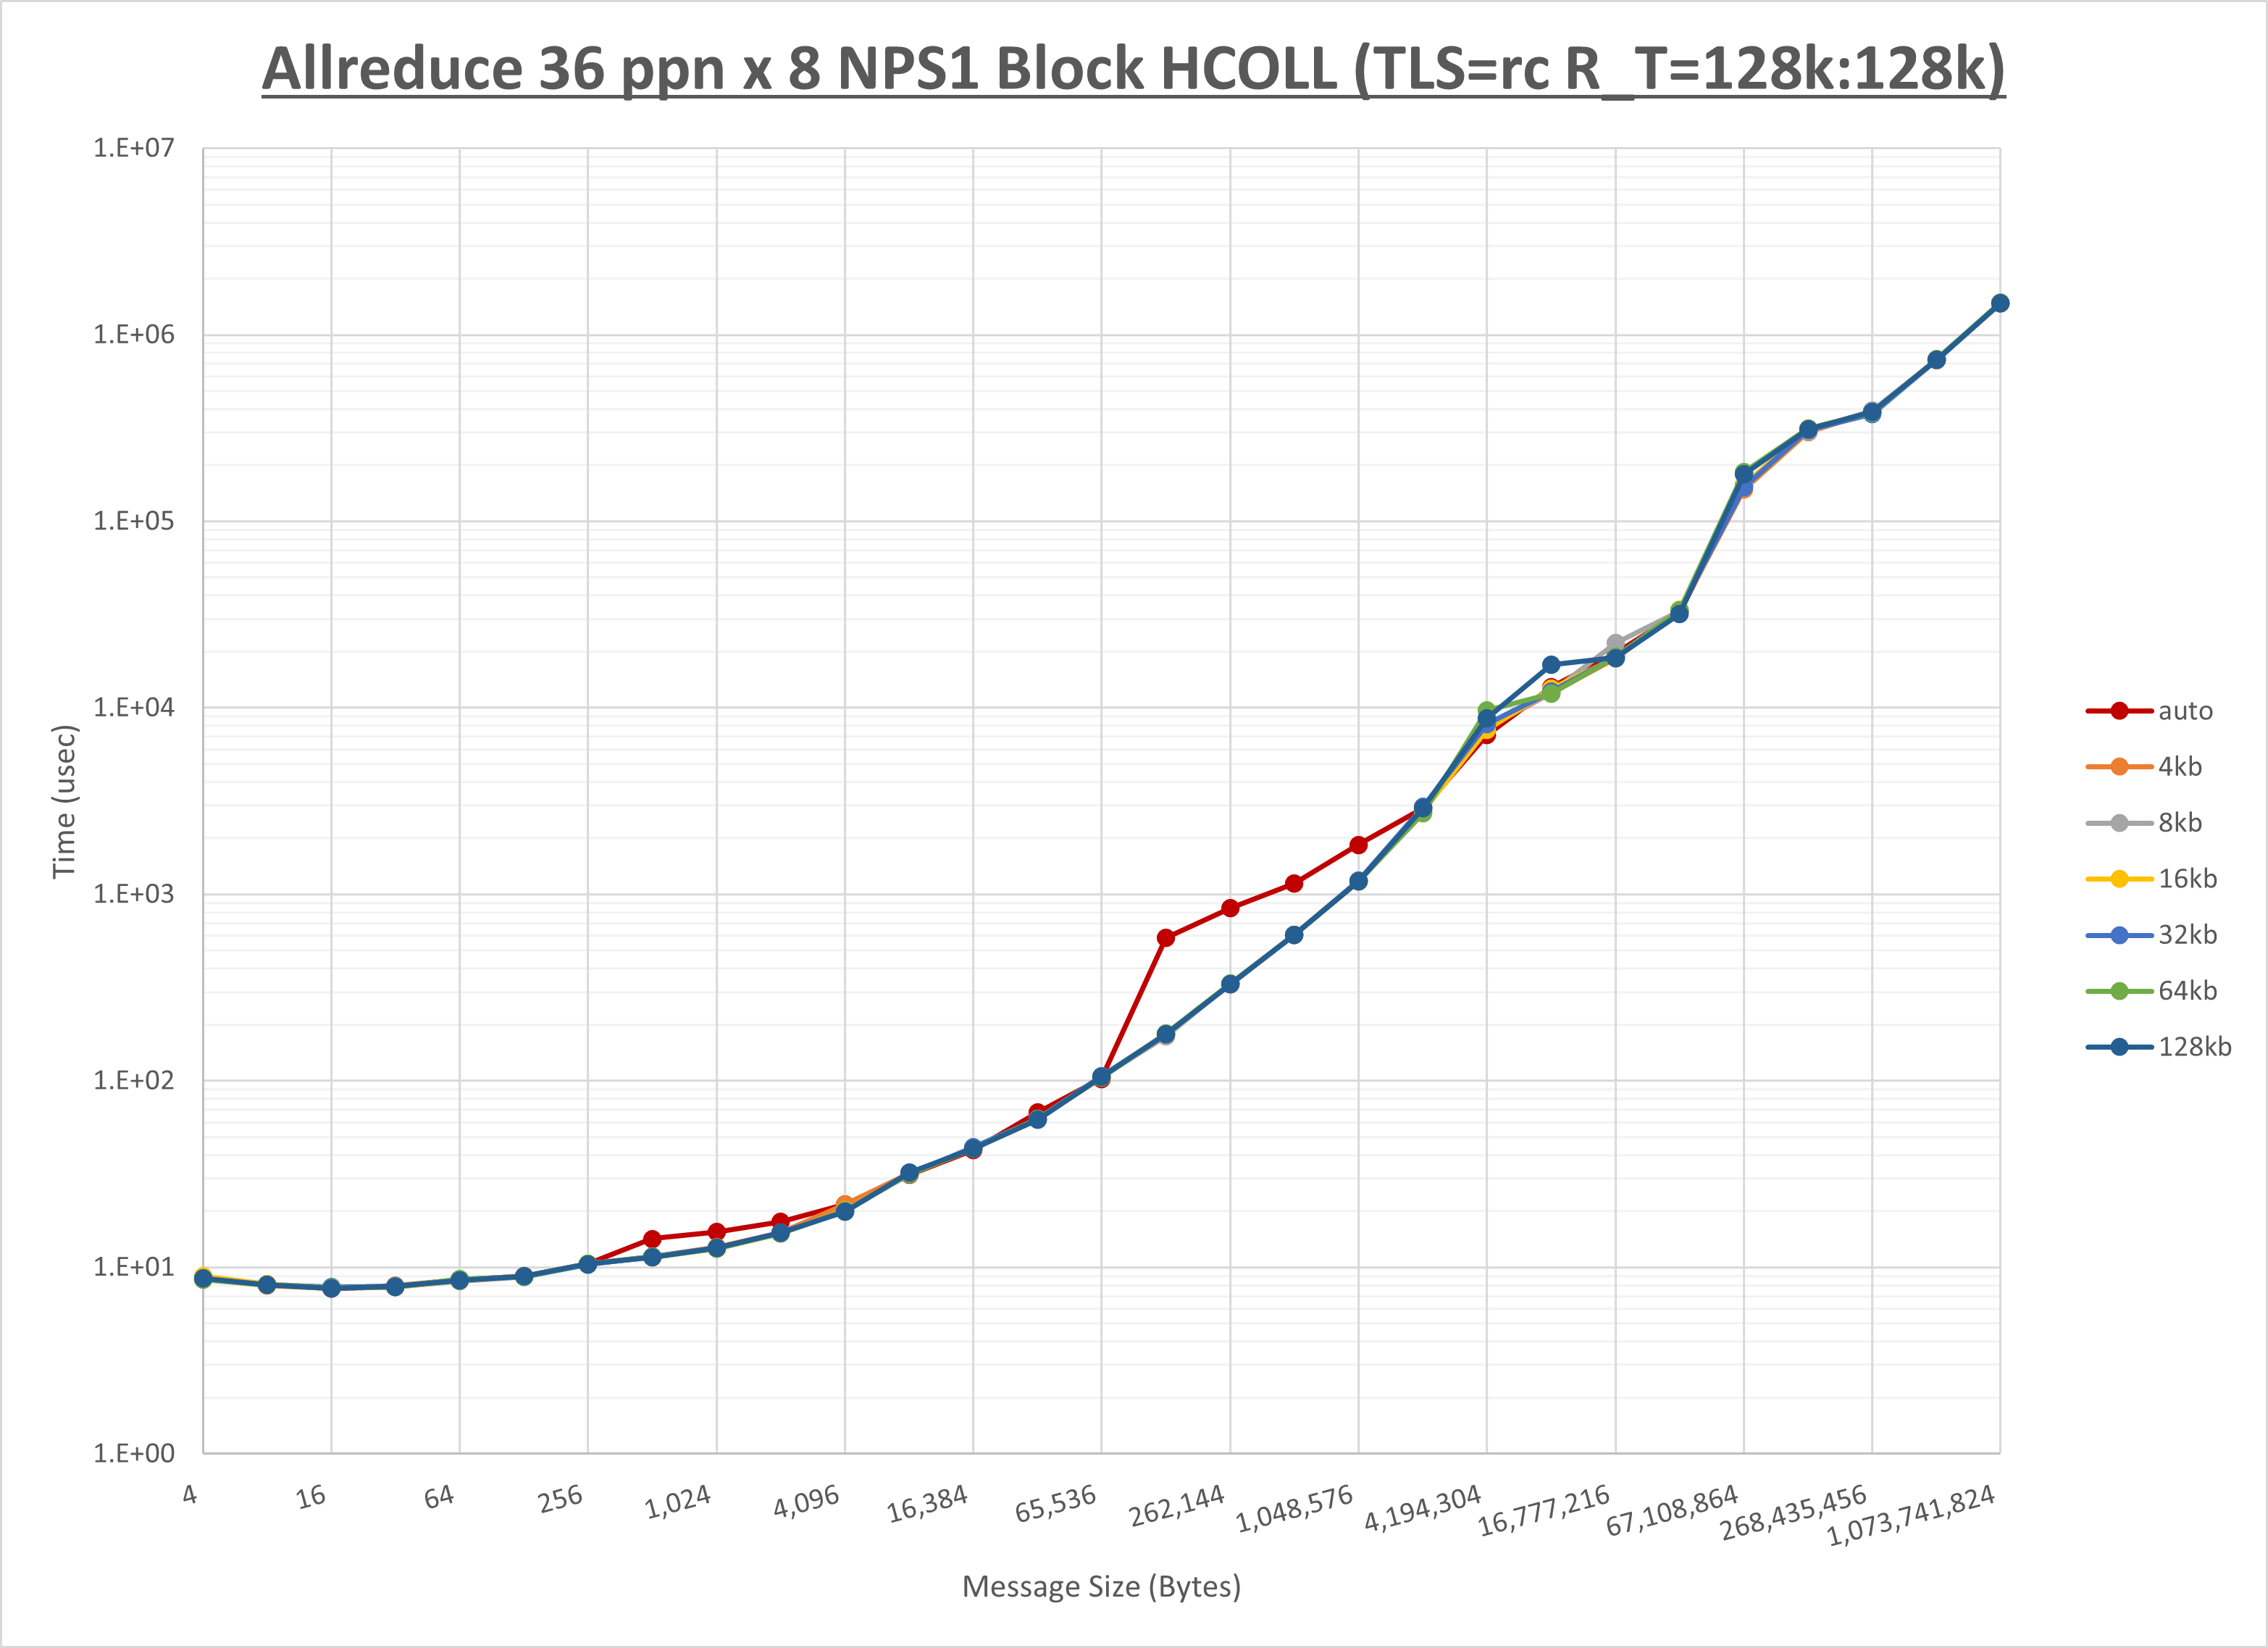 Allreduce 36 ppn x 8 NPS1 Block HCOLL (TLS=rc R_T=128k:128k)
1.E+07
1.E+06
1.E+05
1.E+04
1.E+03
1.E+02
1.E+01
1.E+00
Time (usec)
4
16
64
256
1,024
4,096
16,384
65,536
262,144
1,048,576
4,194,304
16,777,216
67,108,864
268,435,456
1,073,741,824
Message Size (Bytes)
auto
4kb
8kb
16kb
32kb
64kb
128kb